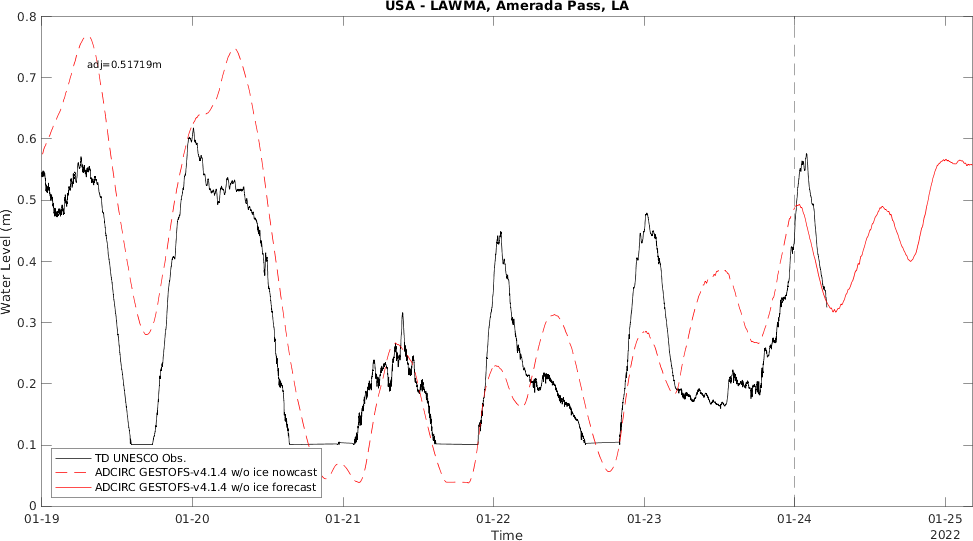 USA - LAWMA, Amerada Pass, LA
0.8
0.7
0.6
0.5
0.4
0.3
0.2
0.1
0
Water Level (m)
adj=0.51719m
TD UNESCO Obs.
ADCIRC GESTOFS-v4.1.4 w/o ice nowcast
ADCIRC GESTOFS-v4.1.4 w/o ice forecast
01-19 01-20 01-21 01-22 01-23 01-24 01-25
Time
2022